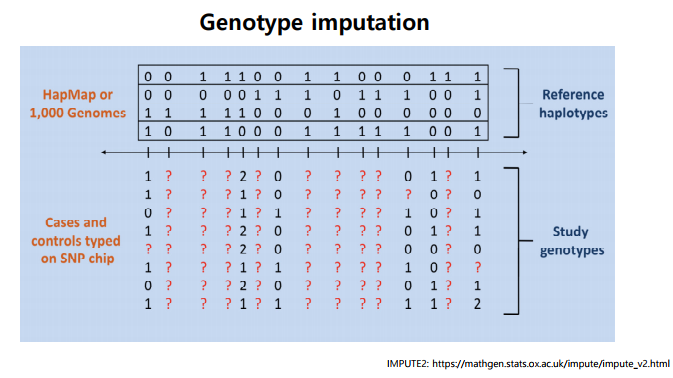 Genotype imputation
HapMap or
1,000 Genomes
0 0 1 1 1 0 0 1 1 0 0 0 1 1 1
0 0 0 0 0 1 1 1 0 1 1 1 0 0 1
1 1 1 1 1 0 0 0 1 0 0 0 0 0 0
1 0 1 1 0 0 0 1 1 1 1 1 0 0 1
Reference
haplotypes
Cases and
controls typed
on SNP chip
1 ? ? ? 2 ? 0 ? ? ? ? 0 1 ? 1
1 ? ? ? 1 ? 0 ? ? ? ? ? 0 ? 0
0 ? ? ? 1 ? 1 ? ? ? ? 1 0 ? 1
1 ? ? ? 2 ? 0 ? ? ? ? 0 1 ? 1
? ? ? ? 2 ? 0 ? ? ? ? 0 0 ? 0
1 ? ? ? 1 ? 1 ? ? ? ? 1 0 ? ?
0 ? ? ? 2 ? 0 ? ? ? ? 0 1 ? 1
1 ? ? ? 1 ? 1 ? ? ? ? 1 1 ? 2
Study
genotypes
IMPUTE2: https://mathgen.stats.ox.ac.uk/impute/impute_v2.html